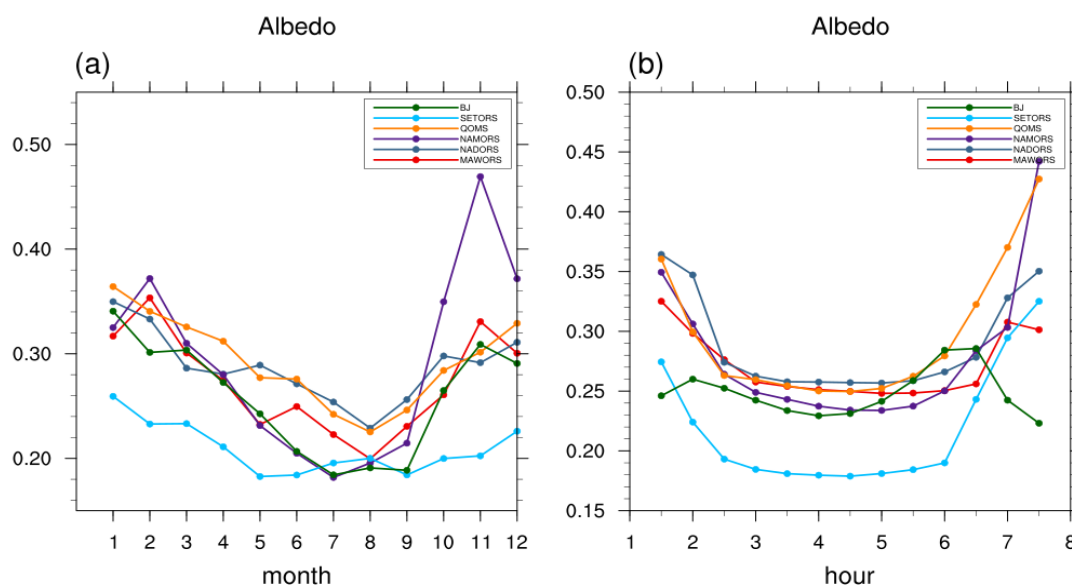 Albedo
(a)
BJ
SETORS
QOMS
NAMORS
NADORS
MAWORS
0.50
0.40
0.30
0.20
1 2 3 4 5 6 7 8 9 10 11 12
month
Albedo
(b)
BJ
SETORS
QOMS
NAMORS
NADORS
MAWORS
0.50
0.45
0.40
0.35
0.30
0.25
0.20
0.15
1 2 3 4 5 6 7 8
hour